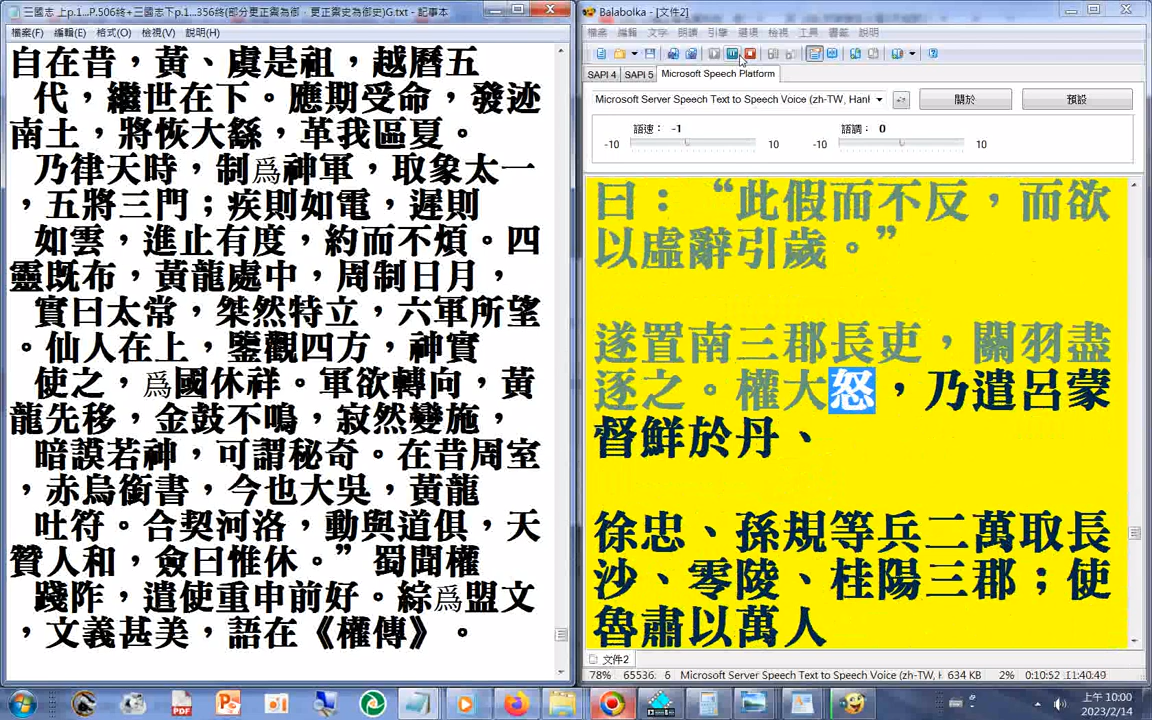 三國志 上p.1...P.506終+三國志下p.1...356終(部分更正齊為御、更正齊史為御史)G.txt - 記事本
檔案(F) 編輯(E) 格式(O) 檢視(V) 說明(H)
自在昔，黃、虞是祖，越曆五
代，繼世在下。應期受命，發迹
南土，將恢大繇，革我區夏。
乃律天時，制爲神軍，取象太一
，五將三門；疾則如電，遲則
如雲，進止有度，約而不煩。四
靈既布，黃龍處中，周制日月，
實曰太常，桀然特立，六軍所望
。仙人在上，鑒觀四方，神實
使之，爲國休祥。軍欲轉向，黃
龍先移，金鼓不鳴，寂然變施，
暗謨若神，可謂秘奇。在昔周室
，赤烏銜書，今也大吳，黃龍
吐符。合契河洛，動與道俱，天
贊人和，僉曰惟休。”蜀聞權
踐阼，遣使重申前好。綜爲盟文
，文義甚美，語在《權傳》。
Balabolka - [文件2]
檔案 編輯 文字 朗讀 引擎 選項 檢視 工具 書籤 說明
SAPI 4 SAPI 5 Microsoft Speech Platform
Microsoft Server Speech Text to Speech Voice (zh-TW, Hanl 關於 預設
語速： -1 語調： 0
-10 10 -10 10
曰：“此假而不反，而欲
以虛辭引歲。”
遂置南三郡長吏，關羽盡
逐之。權大怒，乃遣呂蒙
督鮮於丹、
徐忠、孫規等兵二萬取長
沙、零陵、桂陽三郡；使
魯肅以萬人
文件2
78% 65536: 6 Microsoft Server Speech Text to Speech Voice (zh-TW, H 634 KB 2% 0:10:52 11:40:49
上午 10:00
2023/2/14